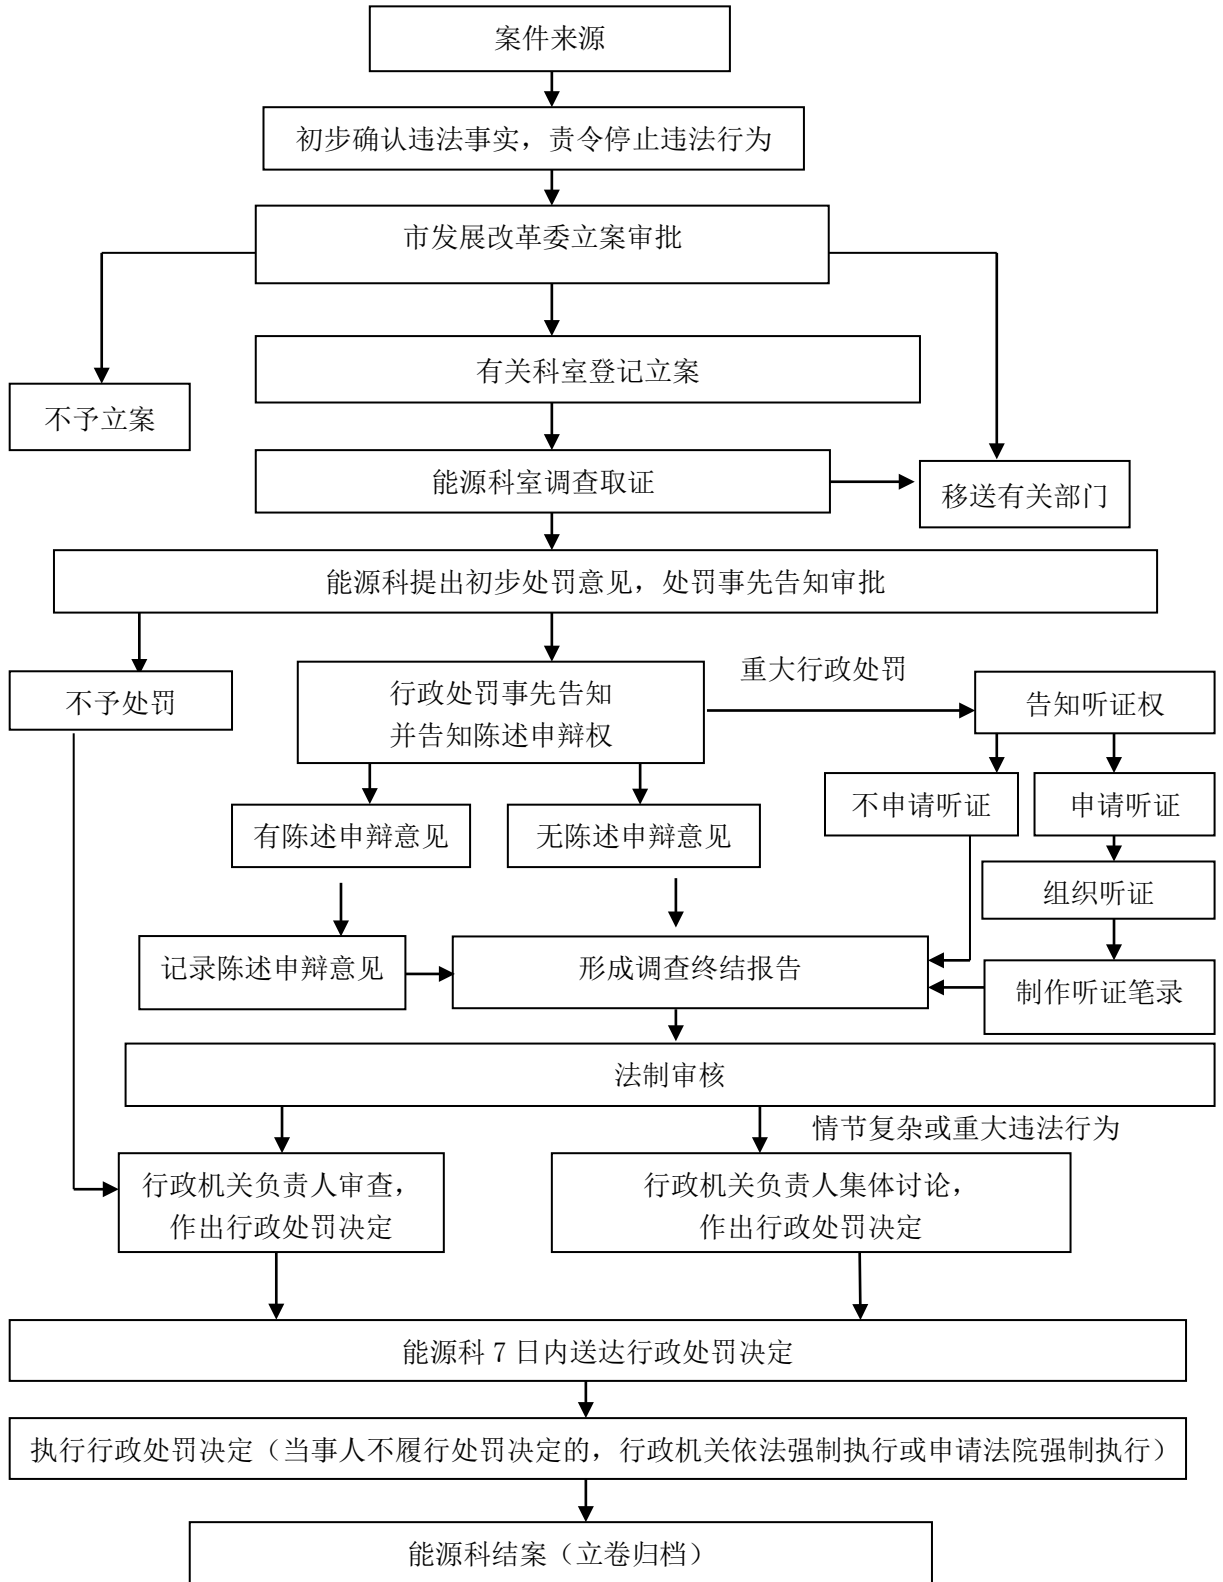 案件来源
初步确认违法事实，责令停止违法行为
市发展改革委立案审批
有关科室登记立案
不予立案
能源科室调查取证
移送有关部门
能源科提出初步处罚意见，处罚事先告知审批
重大行政处罚
不予处罚
行政处罚事先告知
并告知陈述申辩权
告知听证权
不申请听证
申请听证
有陈述申辩意见
无陈述申辩意见
组织听证
记录陈述申辩意见
形成调查终结报告
制作听证笔录
法制审核
情节复杂或重大违法行为
行政机关负责人审查，
作出行政处罚决定
行政机关负责人集体讨论，
作出行政处罚决定
能源科 7 日内送达行政处罚决定
执行行政处罚决定（当事人不履行处罚决定的，行政机关依法强制执行或申请法院强制执行）
能源科结案（立卷归档）